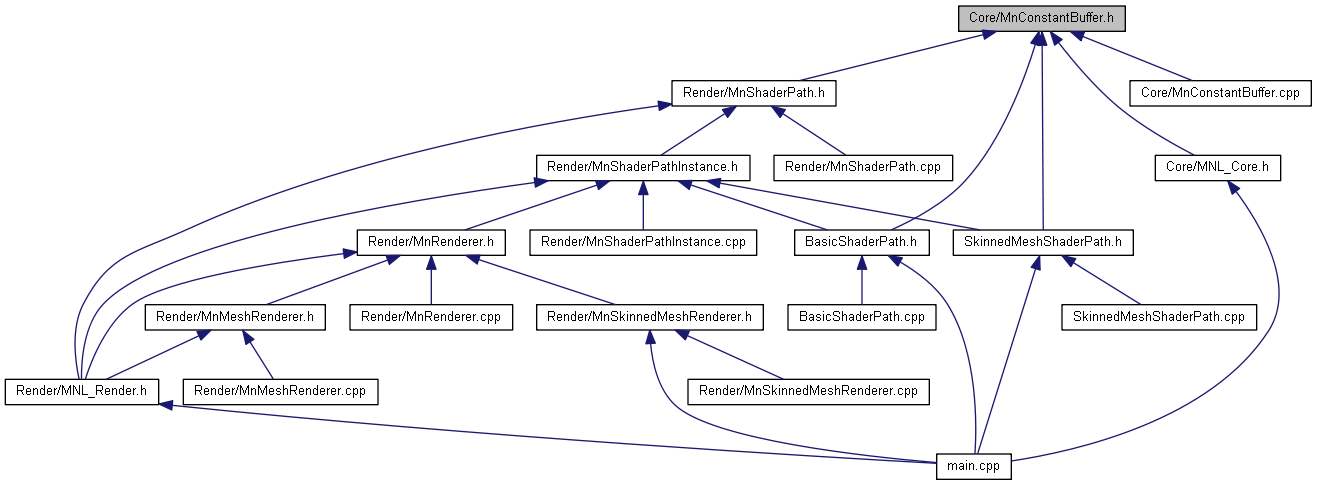 Core/MnConstantBuffer.h
Render/MnShaderPath.h
Core/MnConstantBuffer.cpp
Render/MnShaderPathInstance.h
Render/MnShaderPath.cpp
Core/MNL_Core.h
Render/MnRenderer.h
Render/MnShaderPathInstance.cpp
BasicShaderPath.h
SkinnedMeshShaderPath.h
Render/MnMeshRenderer.h
Render/MnRenderer.cpp
Render/MnSkinnedMeshRenderer.h
BasicShaderPath.cpp
SkinnedMeshShaderPath.cpp
Render/MNL_Render.h
Render/MnMeshRenderer.cpp
Render/MnSkinnedMeshRenderer.cpp
main.cpp